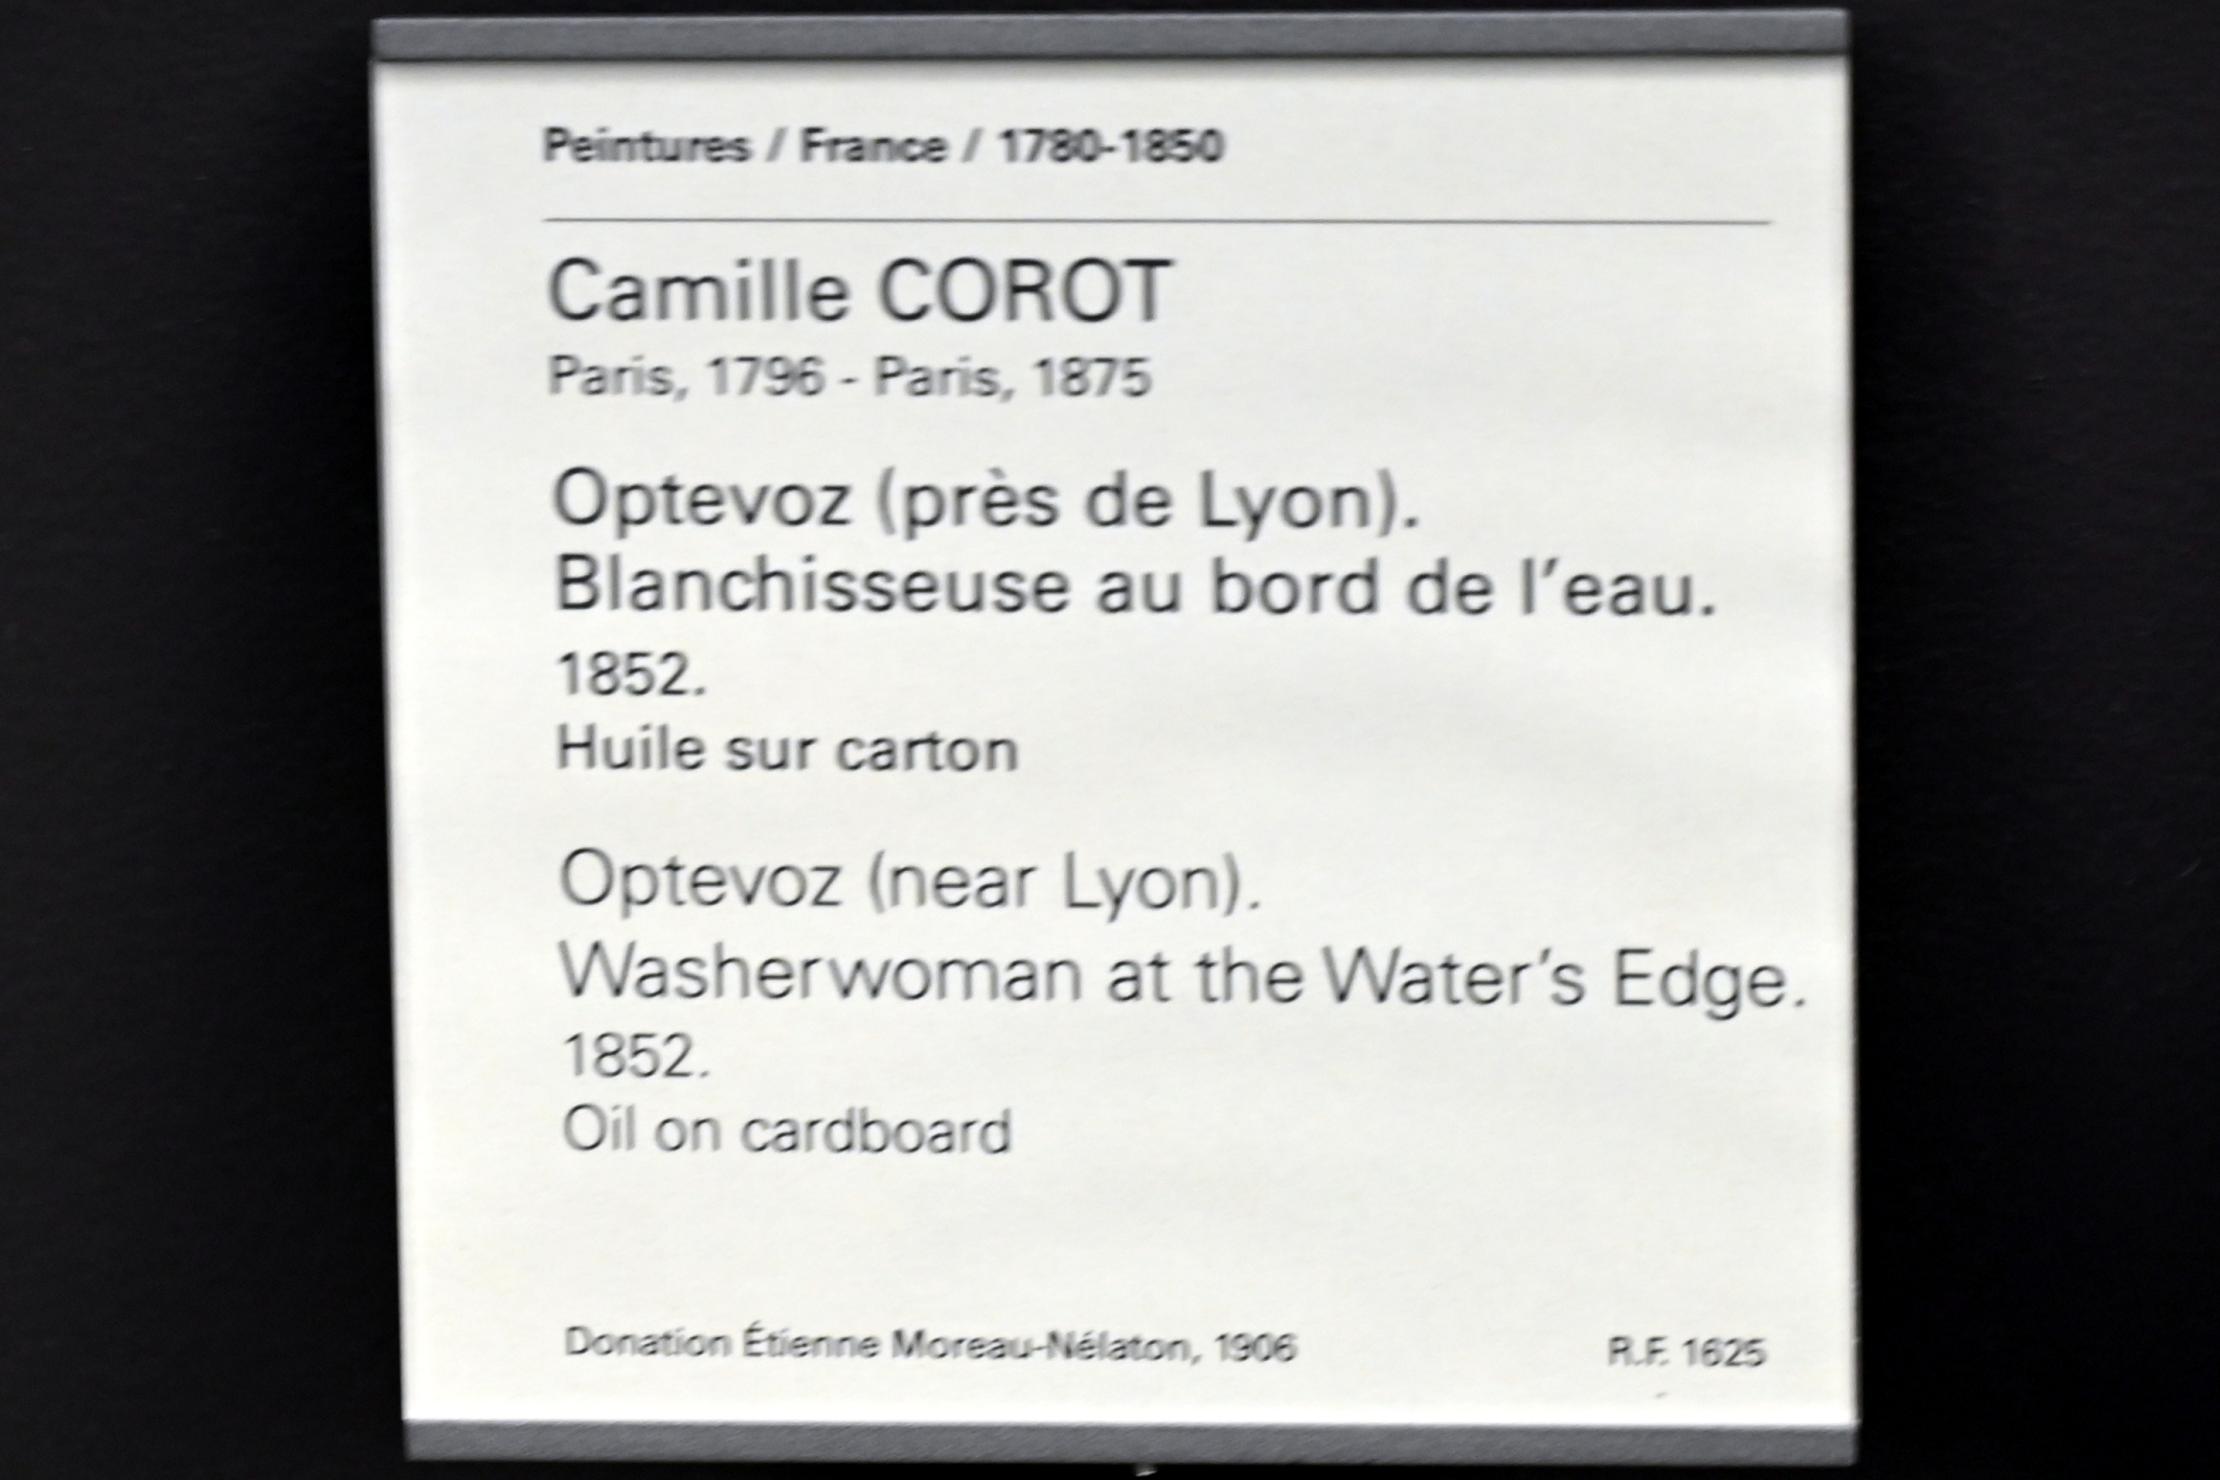 Peintures / France / 1780-1850
Camille COROT
Paris, 1796 - Paris, 1875
Optevoz (près de Lyon).
Blanchisseuse au bord de l'eau.
1852.
Huile sur carton
Optevoz (near Lyon).
Washerwoman at the Water's Edge.
1852.
Oil on cardboard
Donation Étienne Moreau-Nélaton, 1906
R.F. 1625